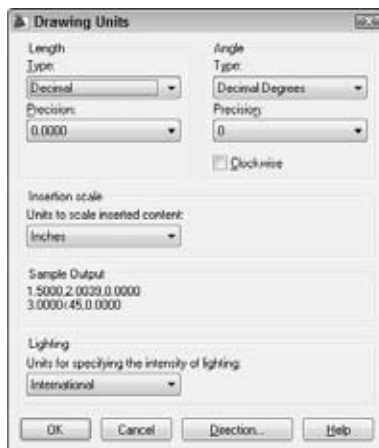 Drawing Units
Length
Type:
Decimal
Precision:
0.0000
Angle
Type:
Decimal Degrees
Precision:
0
Clockwise
Insertion scale
Units to scale inserted content:
Inches
Sample Output
1.5000,2.0039,0.0000
3.0000<45,0.0000
Lighting
Units for specifying the intensity of lighting:
International
OK Cancel Direction... Help